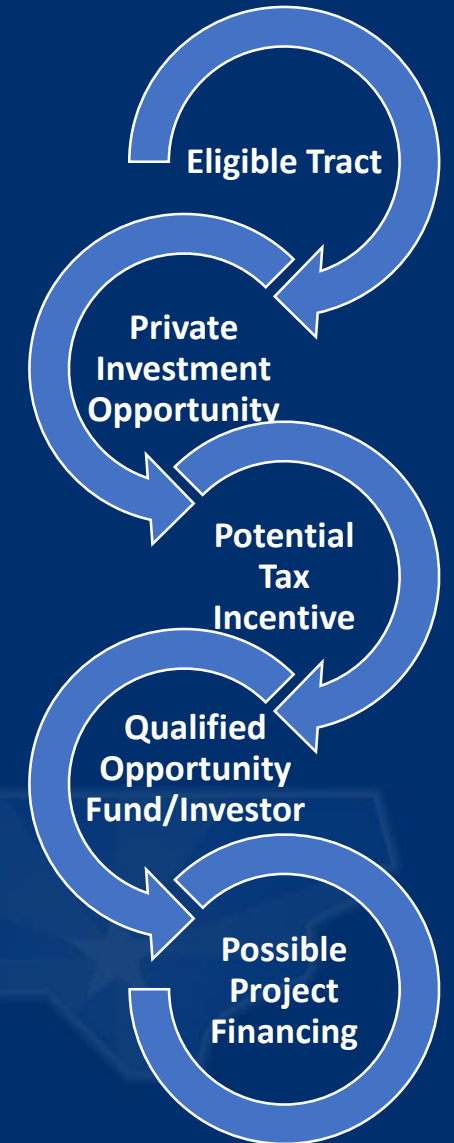 Eligible Tract
Private
Investment
Opportunity
Potential
Tax
Incentive
Qualified
Opportunity
Fund/Investor
Possible
Project
Financing